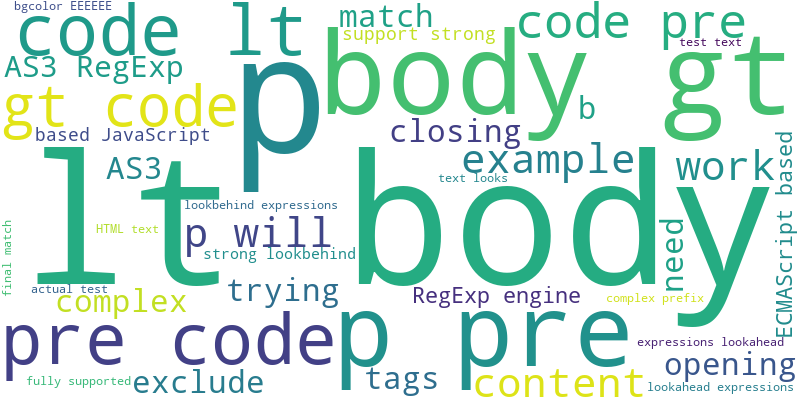 bgcolor EEEEEE
code lt
match
code pre
support strong
test text
AS3 RegExp
p
body
gt
gt code
b
based JavaScript
closing
AS3
example
work
lt body
text looks
ECMAScript based
lookbehind expressions
HTML text
p will
need
final match
strong lookbehind
actual test
trying
complex
RegExp engine
complex prefix
pre code
p pre
expressions lookahead
opening
fully supported
exclude
tags
content
lookahead expressions